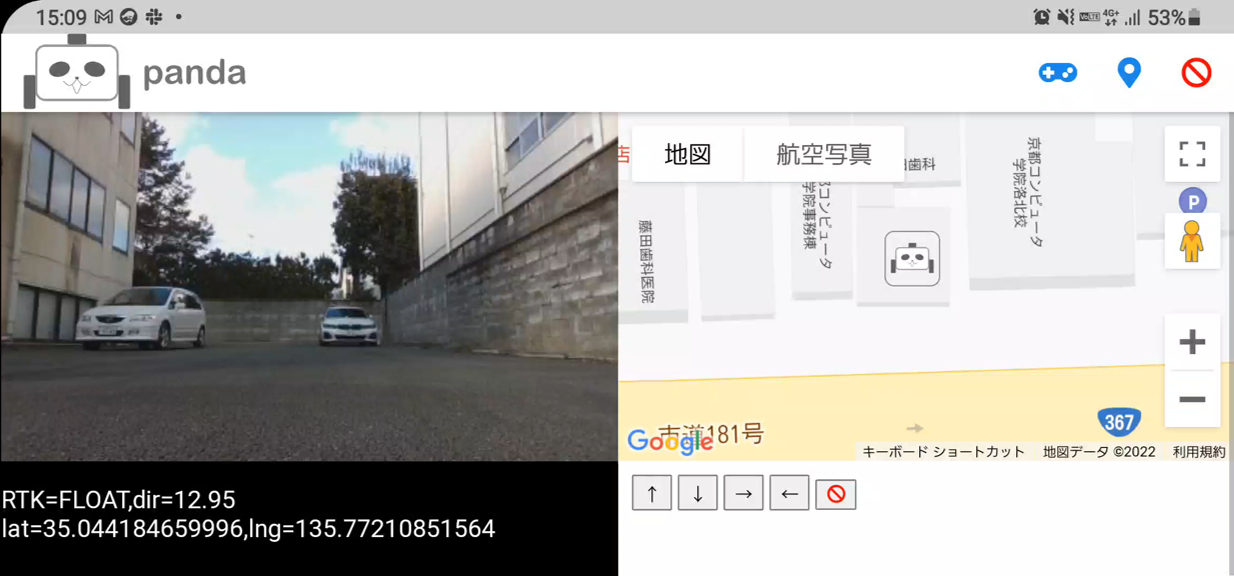 15:09
4G+
53%
panda
RTK=FLOAT,dir=12.95
lat=35.044184659996,lng=135.77210851564
地図
航空写真
店
歯科
京都コンピュータ
学院洛北校
P
コンピュータ
学院事務棟
藤田歯科医院
+
−
367
市道181号
Google
キーボード ショートカット
地図データ ©2022
利用規約
↑ ↓ → ←